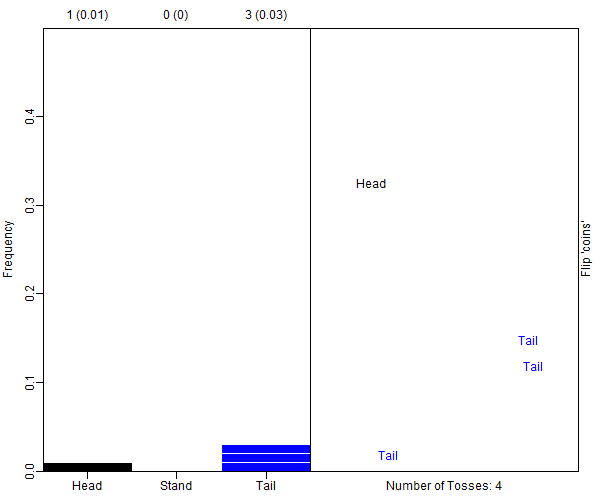 1 (0.01) 0 (0) 3 (0.03)
Frequency
0.4
0.3
0.2
0.1
0.0
Head Stand Tail
Head
Tail
Tail
Tail
Number of Tosses: 4
Flip 'coins'